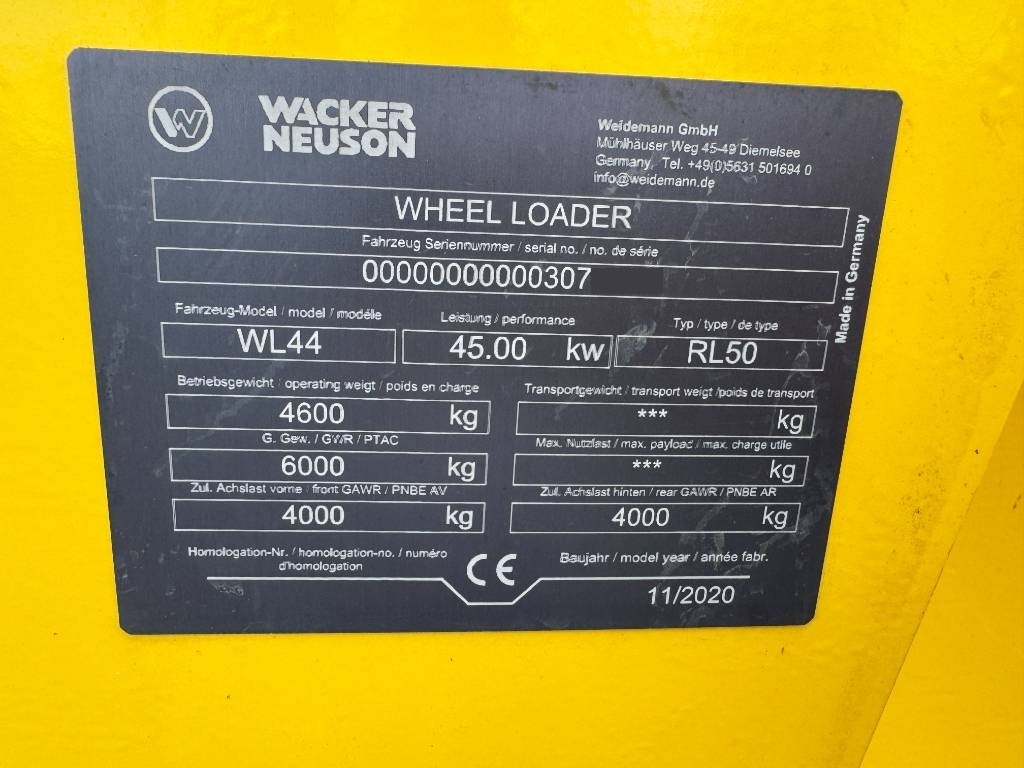 WACKER
NEUSON
Weidemann GmbH
Mühlhäuser Weg 45-49 Diemelsee
Germany, Tel. +49(0)5631 501694 0
info@weidemann.de
WHEEL LOADER
Fahrzeug Seriennummer / serial no. / no. de série
00000000000307
Made in Germany
Fahrzeug-Model / model / modéle
Leistung / performance
Typ / type / de type
WL44
45.00 kw
RL50
Betriebsgewicht / operating weigt / poids en charge
Transportgewicht / transport weigt /poids de transport
4600 kg
*** kg
G. Gew. / GWR / PTAC
Max. Nutzlast / max. payload / max. charge utile
6000 kg
*** kg
Zul. Achslast vorne / front GAWR / PNBE AV
Zul. Achslast hinten / rear GAWR / PNBE AR
4000 kg
4000 kg
Homologation-Nr. / homologation-no. / numéro
d'homologation
CE
Baujahr / model year / année fabr.
11/2020